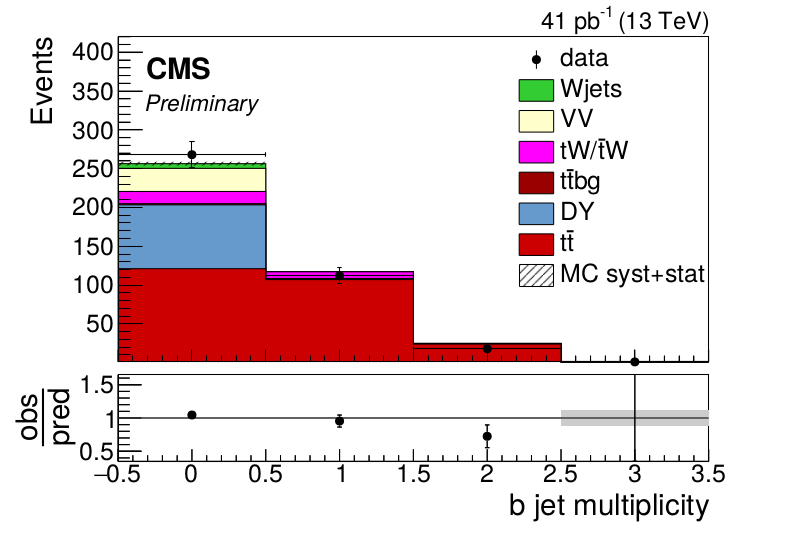 41 pb⁻¹ (13 TeV)
CMS
Preliminary
Events
400
350
300
250
200
150
100
50
data
Wjets
VV
tW/t̄W
tt̄bg
DY
tt̄
MC syst+stat
obs
pred
1.5
1
0.5
−0.5 0 0.5 1 1.5 2 2.5 3 3.5
b jet multiplicity